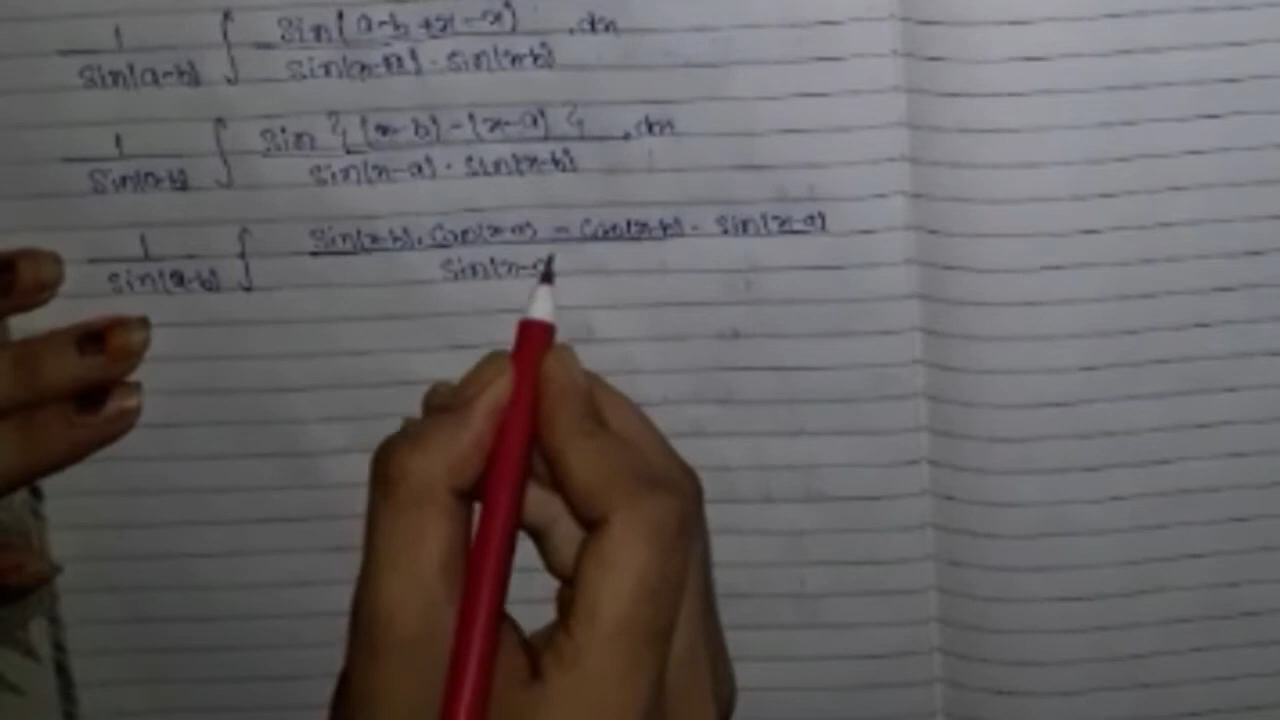 1/sin(a-b) ∫ sin(a-b+x-x)/sin(x-a)·sin(x-b) .dx
1/sin(a-b) ∫ sin{(x-b)-(x-a)}/sin(x-a)·sin(x-b) .dx
1/sin(a-b) ∫ sin(x-b).cos(x-a) - cos(x-b)·sin(x-a)/sin(x-a